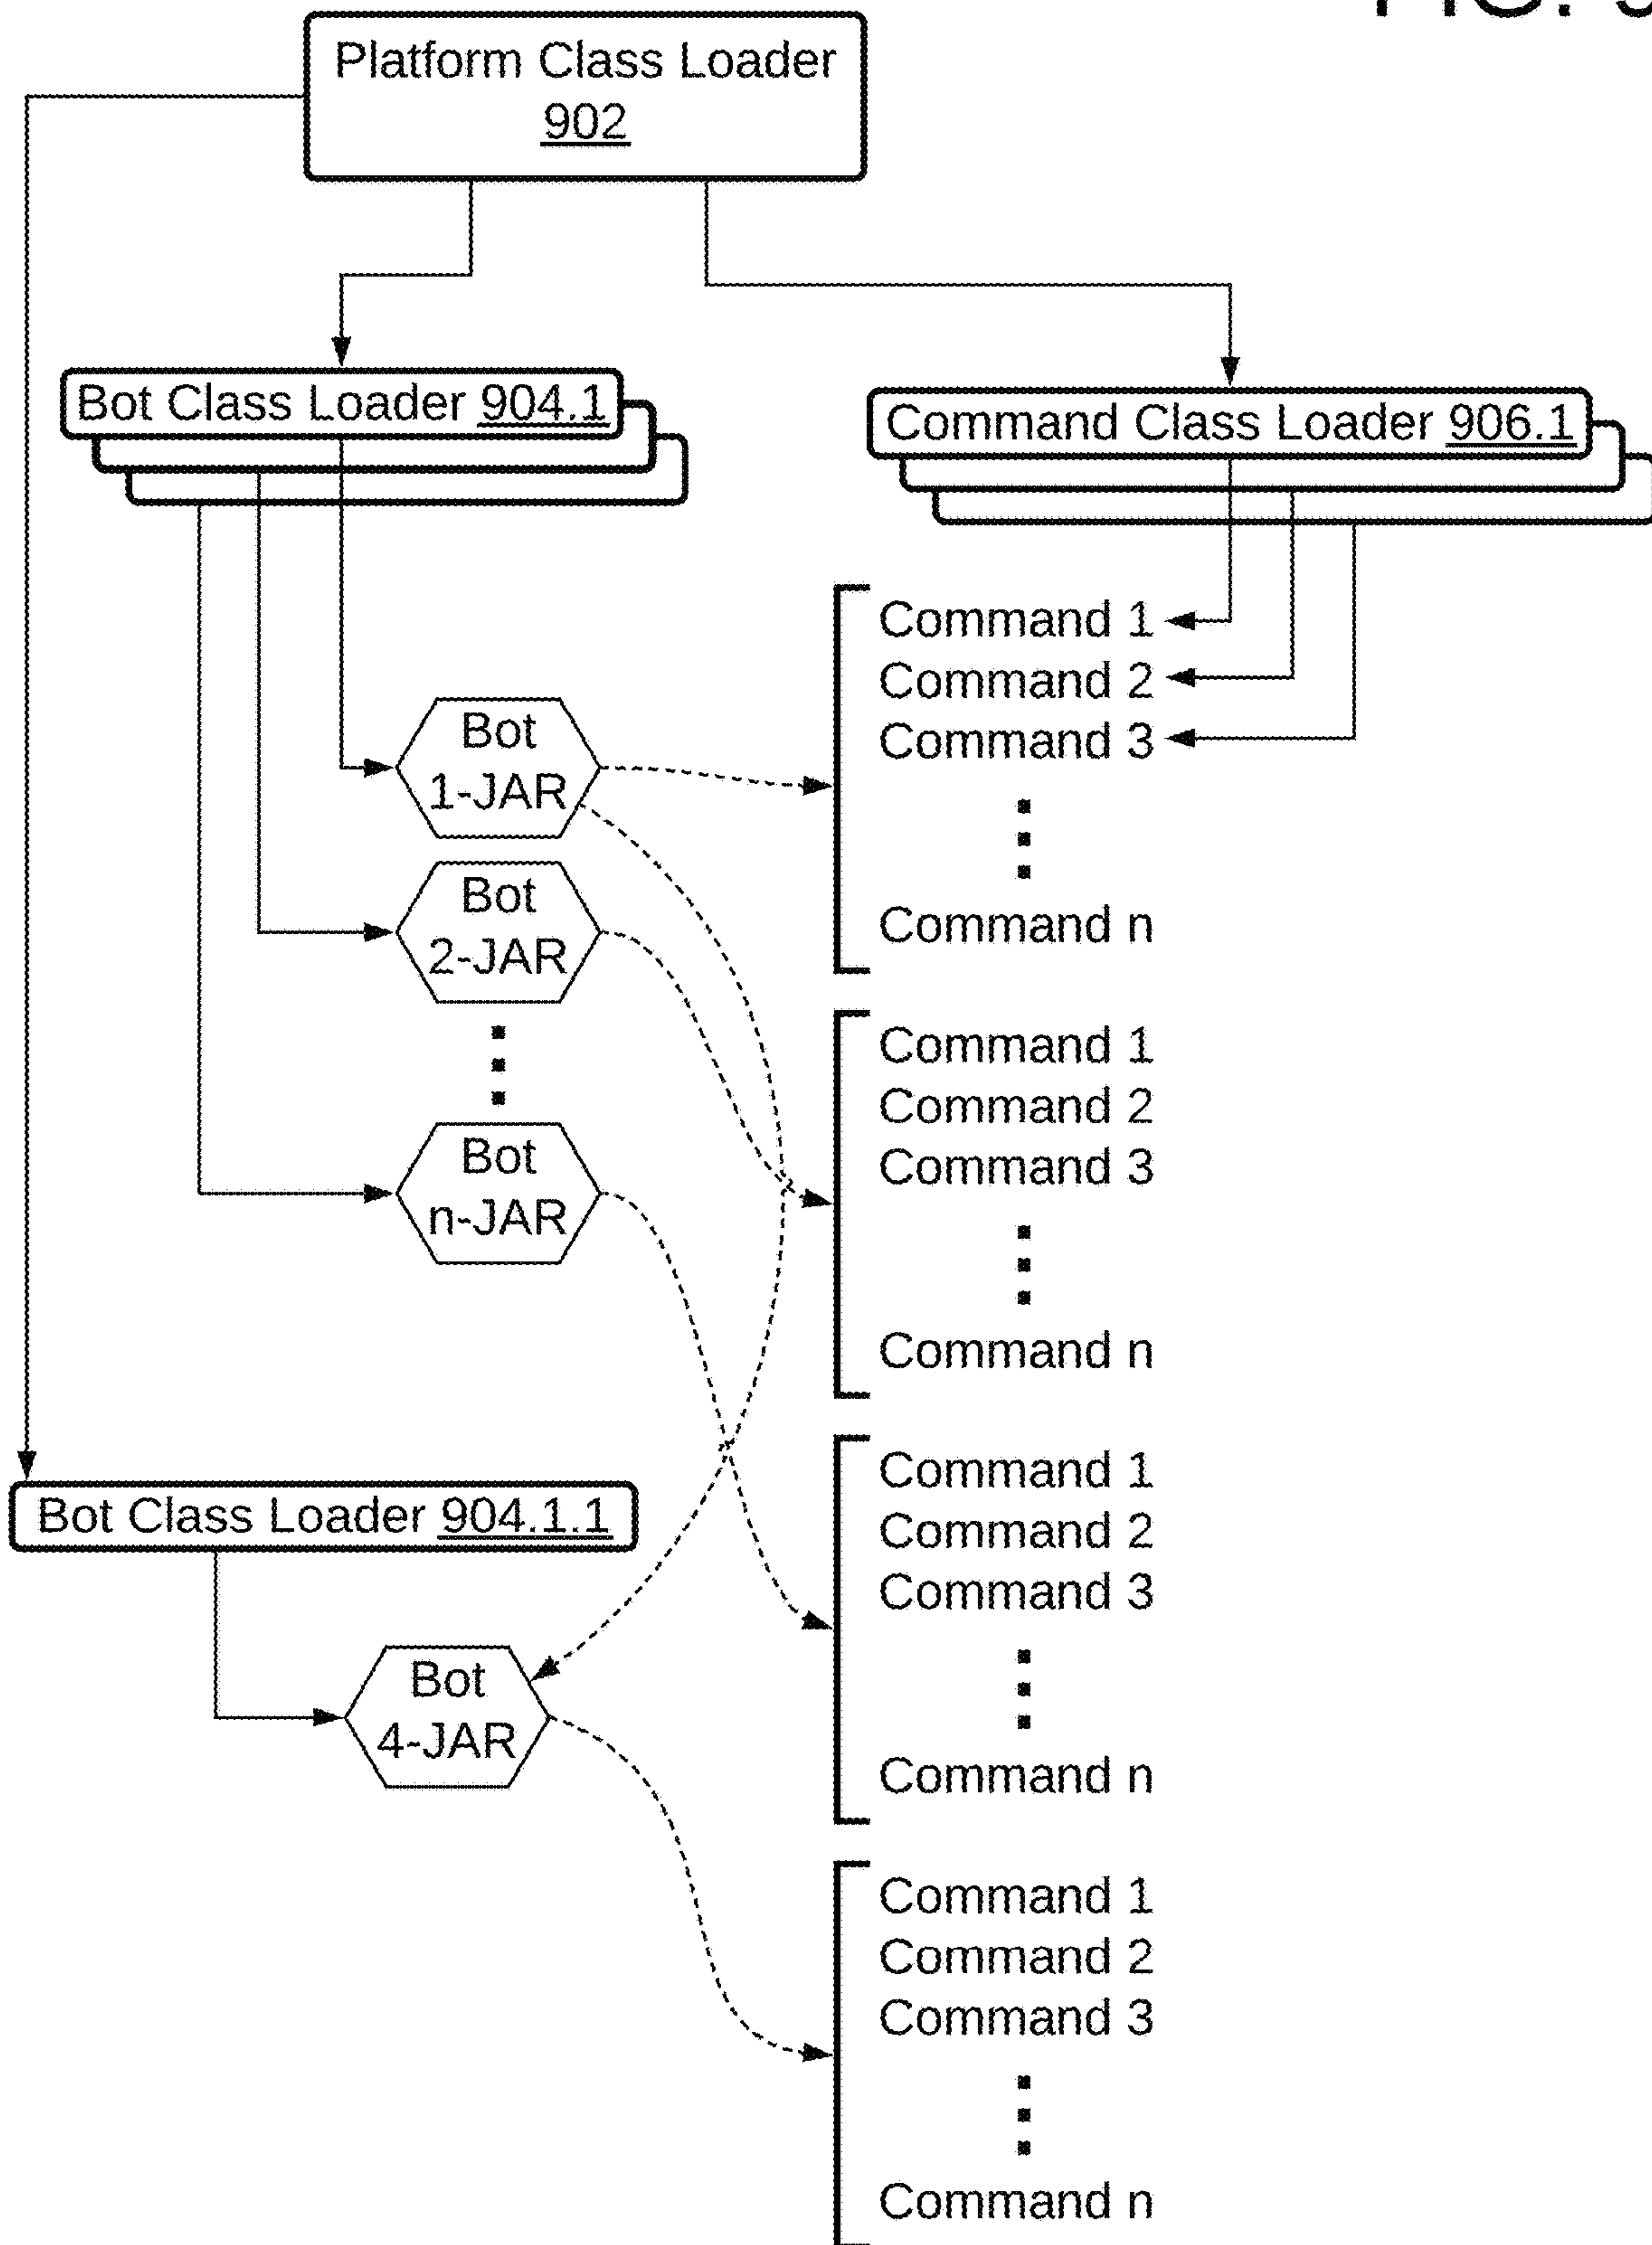 FIG. 9
Platform Class Loader
902
Bot Class Loader 904.1
Command Class Loader 906.1
Command 1
Command 2
Command 3
Command n
Bot
1-JAR
Bot
2-JAR
Bot
n-JAR
Command 1
Command 2
Command 3
Command n
Command 1
Command 2
Command 3
Command n
Bot Class Loader 904.1.1
Bot
4-JAR
Command 1
Command 2
Command 3
Command n